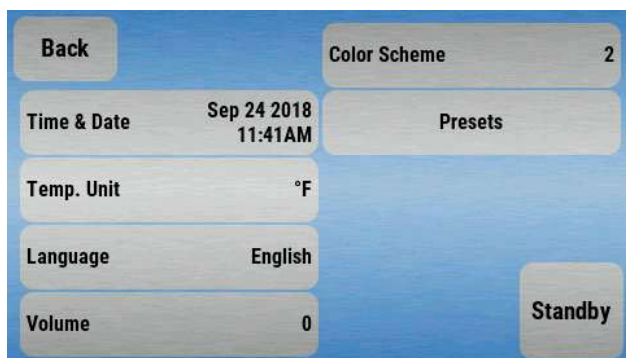 Back
Color Scheme 2
Time & Date Sep 24 2018
11:41AM
Presets
Temp. Unit °F
Language English
Volume 0
Standby